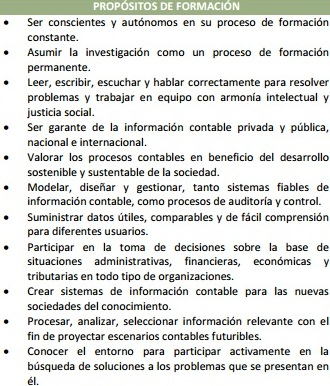 PROPÓSITOS DE FORMACIÓN
• Ser conscientes y autónomos en su proceso de formación
constante.
• Asumir la investigación como un proceso de formación
permanente.
• Leer, escribir, escuchar y hablar correctamente para resolver
problemas y trabajar en equipo con armonía intelectual y
justicia social.
• Ser garante de la información contable privada y pública,
nacional e internacional.
• Valorar los procesos contables en beneficio del desarrollo
sostenible y sustentable de la sociedad.
• Modelar, diseñar y gestionar, tanto sistemas fiables de
información contable, como procesos de auditoría y control.
• Suministrar datos útiles, comparables y de fácil comprensión
para diferentes usuarios.
• Participar en la toma de decisiones sobre la base de
situaciones administrativas, financieras, económicas y
tributarias en todo tipo de organizaciones.
• Crear sistemas de información contable para las nuevas
sociedades del conocimiento.
• Procesar, analizar, seleccionar información relevante con el
fin de proyectar escenarios contables futuribles.
• Conocer el entorno para participar activamente en la
búsqueda de soluciones a los problemas que se presentan en
él.